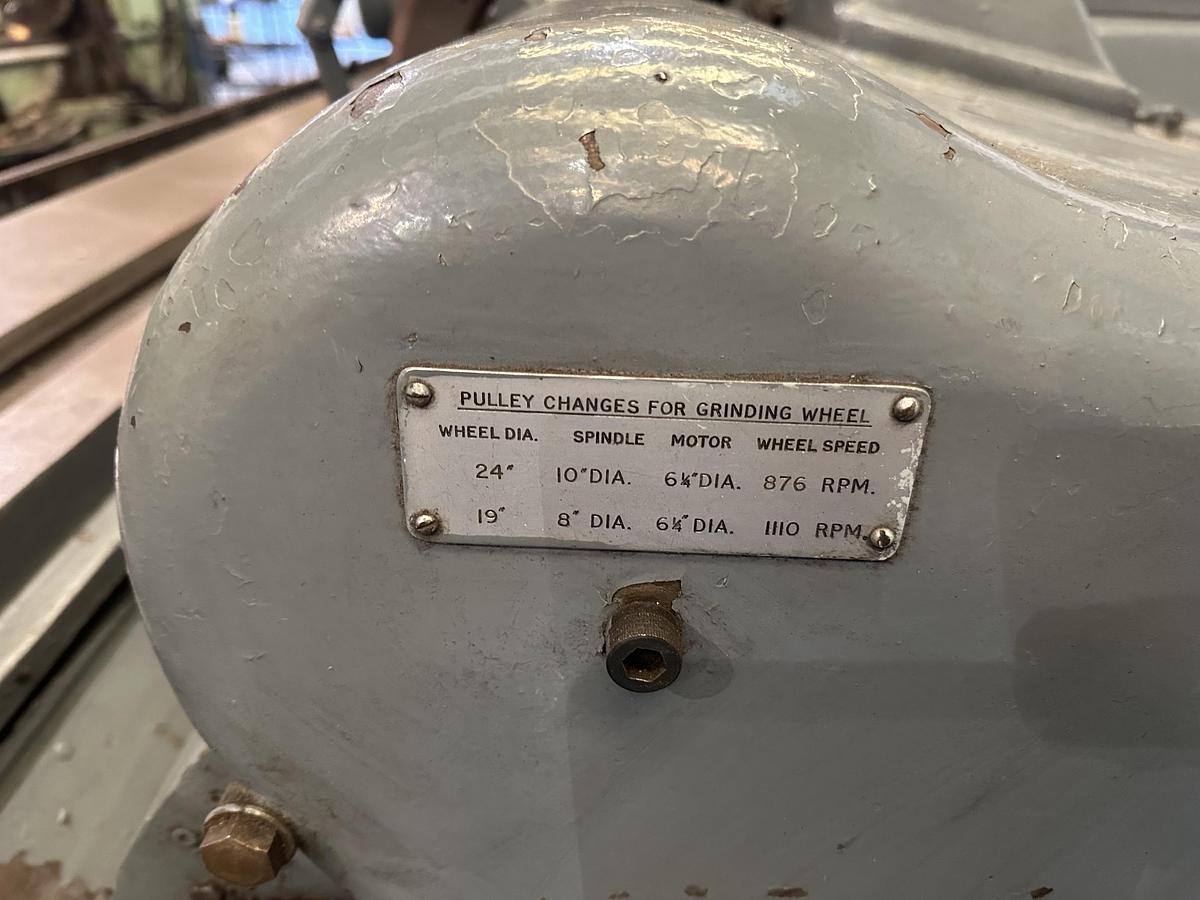 PULLEY CHANGES FOR GRINDING WHEEL
WHEEL DIA. SPINDLE MOTOR WHEEL SPEED
24" 10" DIA. 6¼" DIA. 876 RPM.
19" 8" DIA. 6¼" DIA. 1110 RPM.